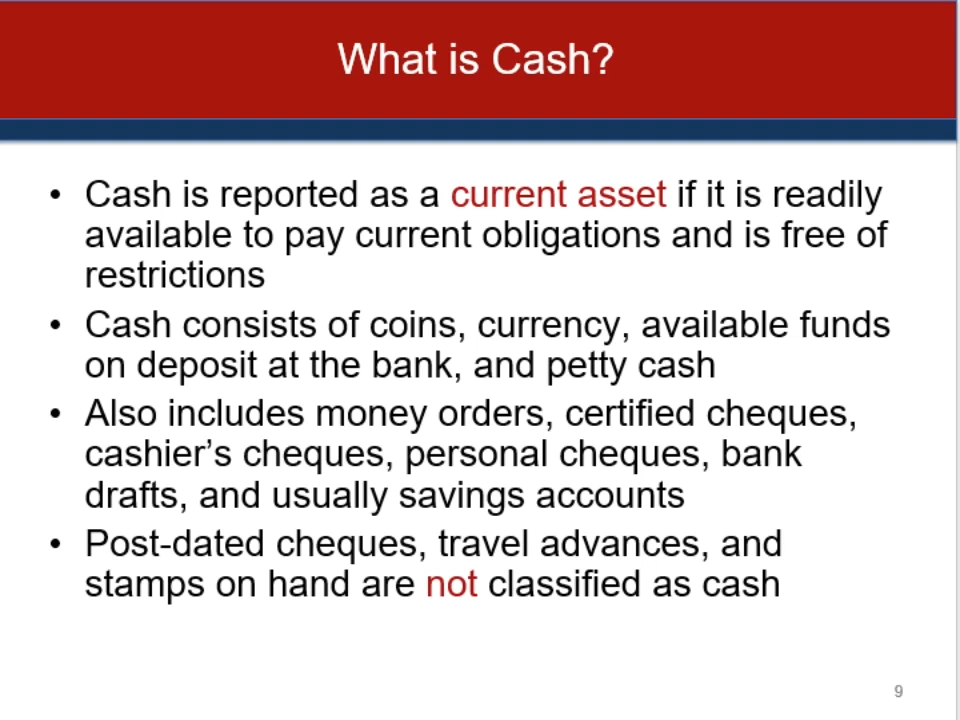 What is Cash?
• Cash is reported as a current asset if it is readily
available to pay current obligations and is free of
restrictions
• Cash consists of coins, currency, available funds
on deposit at the bank, and petty cash
• Also includes money orders, certified cheques,
cashier’s cheques, personal cheques, bank
drafts, and usually savings accounts
• Post-dated cheques, travel advances, and
stamps on hand are not classified as cash
9